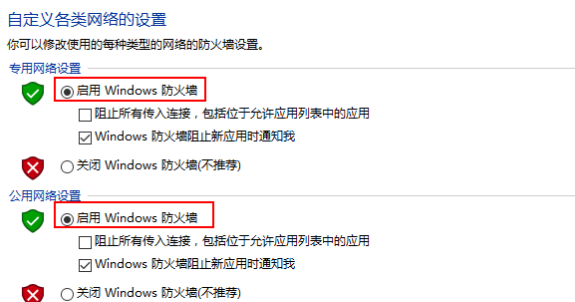 自定义各类网络的设置
你可以修改使用的每种类型的网络的防火墙设置。
专用网络设置
启用 Windows 防火墙
阻止所有传入连接，包括位于允许应用列表中的应用
Windows 防火墙阻止新应用时通知我
关闭 Windows 防火墙(不推荐)
公用网络设置
启用 Windows 防火墙
阻止所有传入连接，包括位于允许应用列表中的应用
Windows 防火墙阻止新应用时通知我
关闭 Windows 防火墙(不推荐)